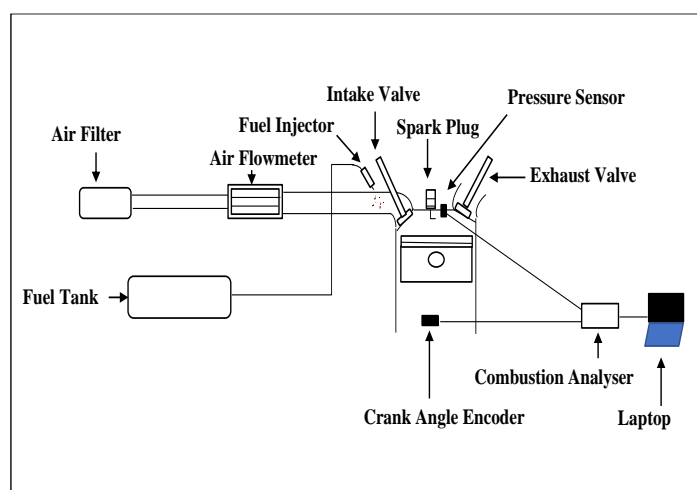 Intake Valve
Pressure Sensor
Fuel Injector
Spark Plug
Air Filter
Air Flowmeter
Exhaust Valve
Fuel Tank
Combustion Analyser
Crank Angle Encoder
Laptop